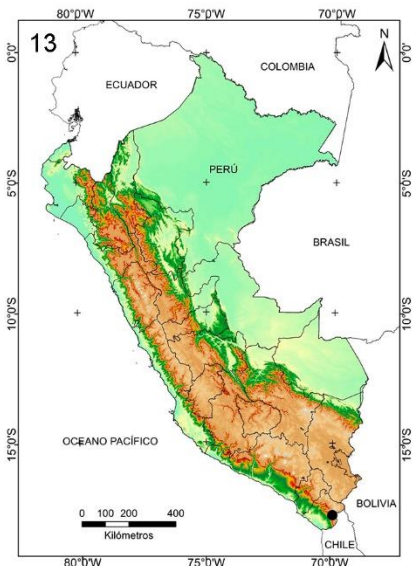 80°0'W 75°0'W 70°0'W
13
N
0°0'
0°0'
COLOMBIA
ECUADOR
PERÚ
5°0'S
5°0'S
BRASIL
10°0'S
10°0'S
OCEANO PACÍFICO
15°0'S
15°0'S
BOLIVIA
0 100 200 400
Kilómetros
CHILE
80°0'W 75°0'W 70°0'W